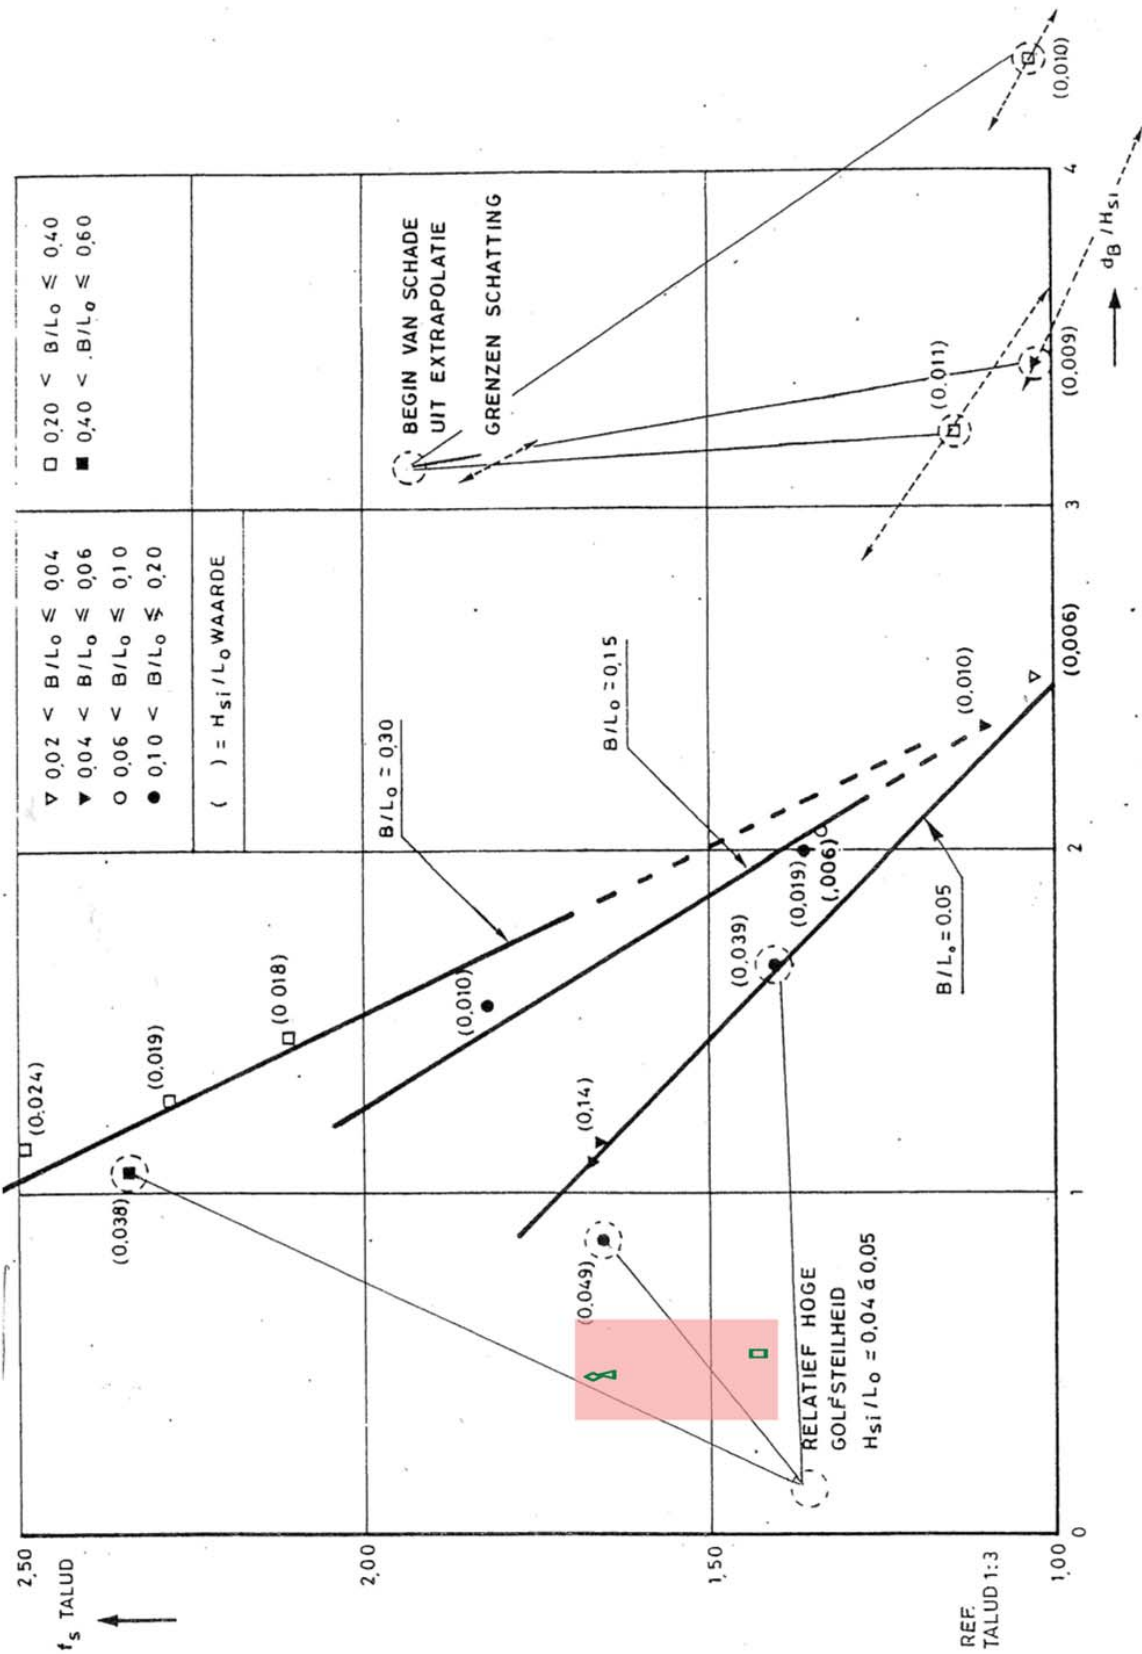 ∇ 0,02 < B/L₀ ≤ 0,04
▼ 0,04 < B/L₀ ≤ 0,06
○ 0,06 < B/L₀ ≤ 0,10
● 0,10 < B/L₀ ≤ 0,20
□ 0,20 < B/L₀ ≤ 0,40
■ 0,40 < B/L₀ ≤ 0,60
( ) = Hsi/L₀ WAARDE
BEGIN VAN SCHADE
UIT EXTRAPOLATIE
GRENZEN SCHATTING
fs TALUD
2,50
2,00
1,50
1,00
REF.
TALUD 1:3
0
1
2
3
4
dB/Hsi
(0.024)
(0,019)
(0 018)
(0,038)
(0,010)
(0,049)
(0,14)
(0,039)
(0,019)
(,006)
(0,010)
(0,006)
(0.011)
(0,009)
(0,010)
B/L₀ = 0,30
B/L₀ = 0,15
B/L₀ = 0.05
RELATIEF HOGE
GOLFSTEILHEID
Hsi/L₀ = 0,04 á 0,05